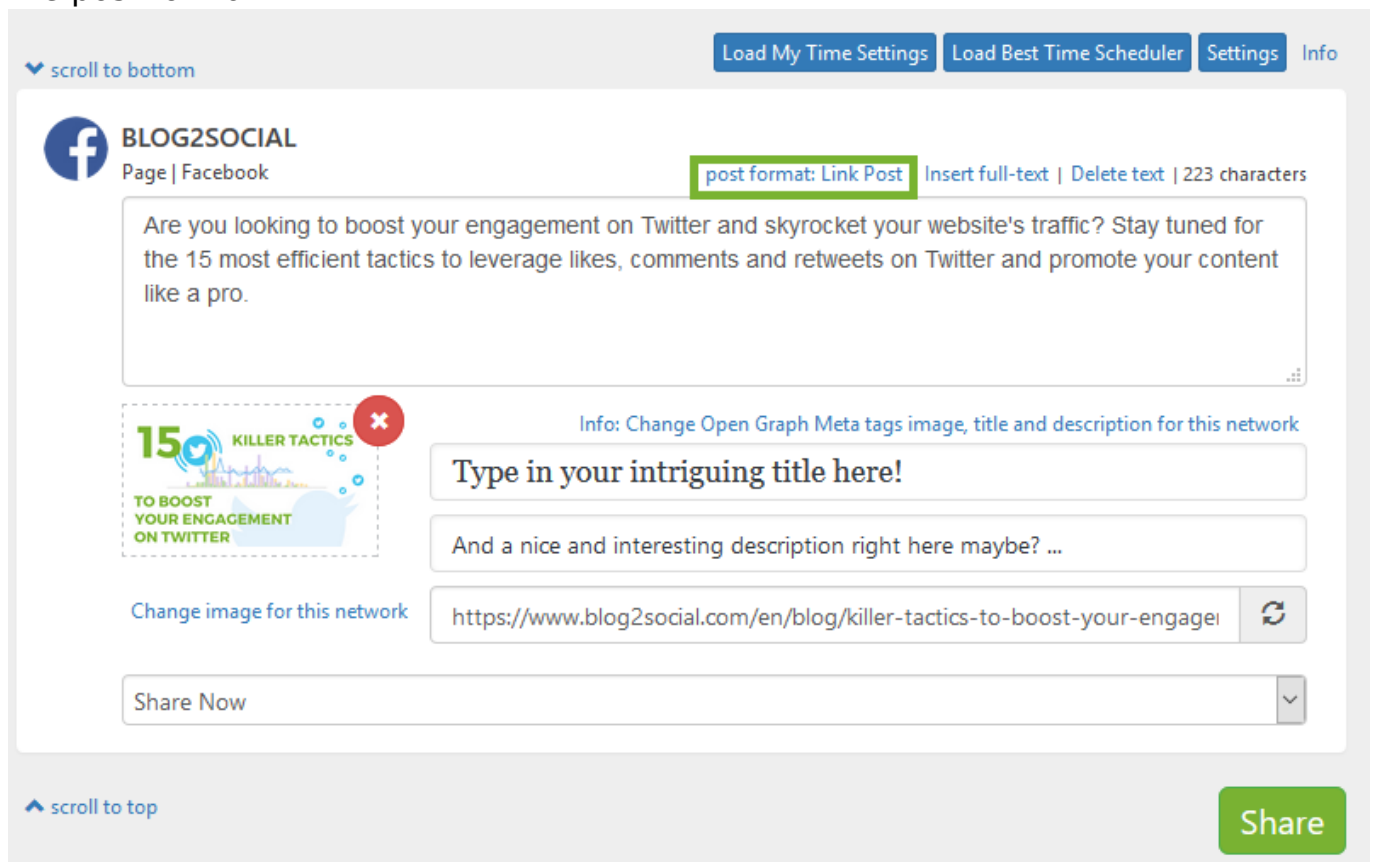 Load My Time Settings Load Best Time Scheduler Settings Info
scroll to bottom
BLOG2SOCIAL
Page | Facebook
post format: Link Post Insert full-text | Delete text | 223 characters
Are you looking to boost your engagement on Twitter and skyrocket your website's traffic? Stay tuned for
the 15 most efficient tactics to leverage likes, comments and retweets on Twitter and promote your content
like a pro.
15 KILLER TACTICS
TO BOOST
YOUR ENGAGEMENT
ON TWITTER
Info: Change Open Graph Meta tags image, title and description for this network
Type in your intriguing title here!
And a nice and interesting description right here maybe? ...
Change image for this network
https://www.blog2social.com/en/blog/killer-tactics-to-boost-your-engage
Share Now
scroll to top
Share